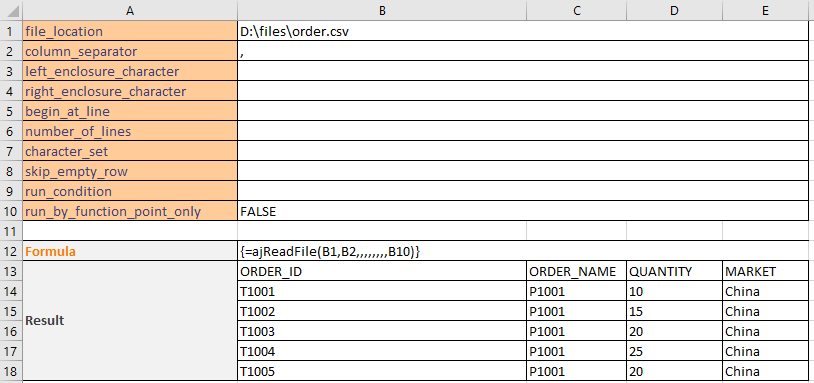 A B C D E
1 file_location D:\files\order.csv
2 column_separator ,
3 left_enclosure_character
4 right_enclosure_character
5 begin_at_line
6 number_of_lines
7 character_set
8 skip_empty_row
9 run_condition
10 run_by_function_point_only FALSE
11
12 Formula {=ajReadFile(B1,B2,,,,,,,,B10)}
13 ORDER_ID ORDER_NAME QUANTITY MARKET
14 T1001 P1001 10 China
15 T1002 P1001 15 China
16 Result T1003 P1001 20 China
17 T1004 P1001 25 China
18 T1005 P1001 20 China